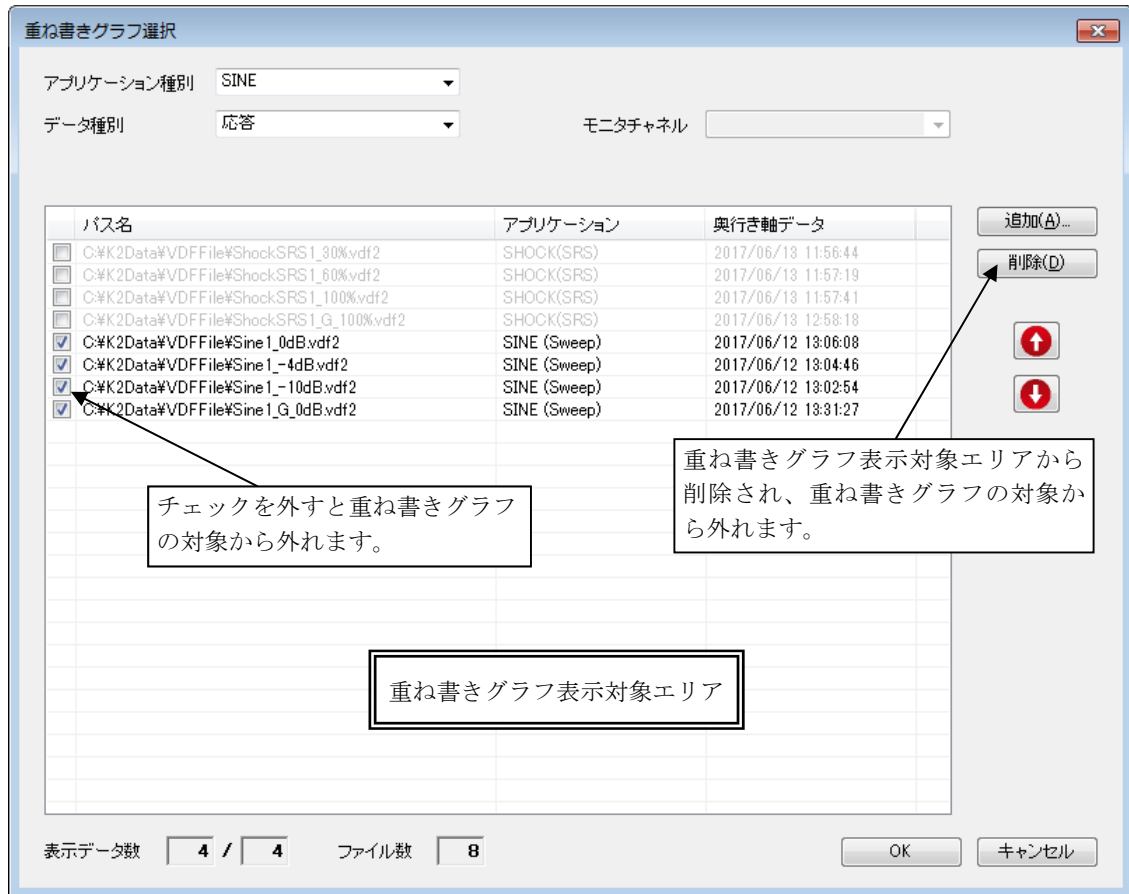 重ね書きグラフ選択
アプリケーション種別 SINE
データ種別 応答 モニタチャネル
パス名 アプリケーション 奥行き軸データ 追加(A)...
C:¥K2Data¥VDFFile¥ShockSRS1_30%.vdf2 SHOCK(SRS) 2017/06/13 11:56:44
削除(D)
C:¥K2Data¥VDFFile¥ShockSRS1_60%.vdf2 SHOCK(SRS) 2017/06/13 11:57:19
C:¥K2Data¥VDFFile¥ShockSRS1_100%.vdf2 SHOCK(SRS) 2017/06/13 11:57:41
C:¥K2Data¥VDFFile¥ShockSRS1_G_100%.vdf2 SHOCK(SRS) 2017/06/13 12:58:18
C:¥K2Data¥VDFFile¥Sine1_0dB.vdf2 SINE (Sweep) 2017/06/12 13:06:08
C:¥K2Data¥VDFFile¥Sine1_-4dB.vdf2 SINE (Sweep) 2017/06/12 13:04:46
C:¥K2Data¥VDFFile¥Sine1_-10dB.vdf2 SINE (Sweep) 2017/06/12 13:02:54
C:¥K2Data¥VDFFile¥Sine1_G_0dB.vdf2 SINE (Sweep) 2017/06/12 13:31:27
重ね書きグラフ表示対象エリアから
削除され、重ね書きグラフの対象か
ら外れます。
チェックを外すと重ね書きグラフ
の対象から外れます。
重ね書きグラフ表示対象エリア
表示データ数 4 / 4 ファイル数 8 OK キャンセル